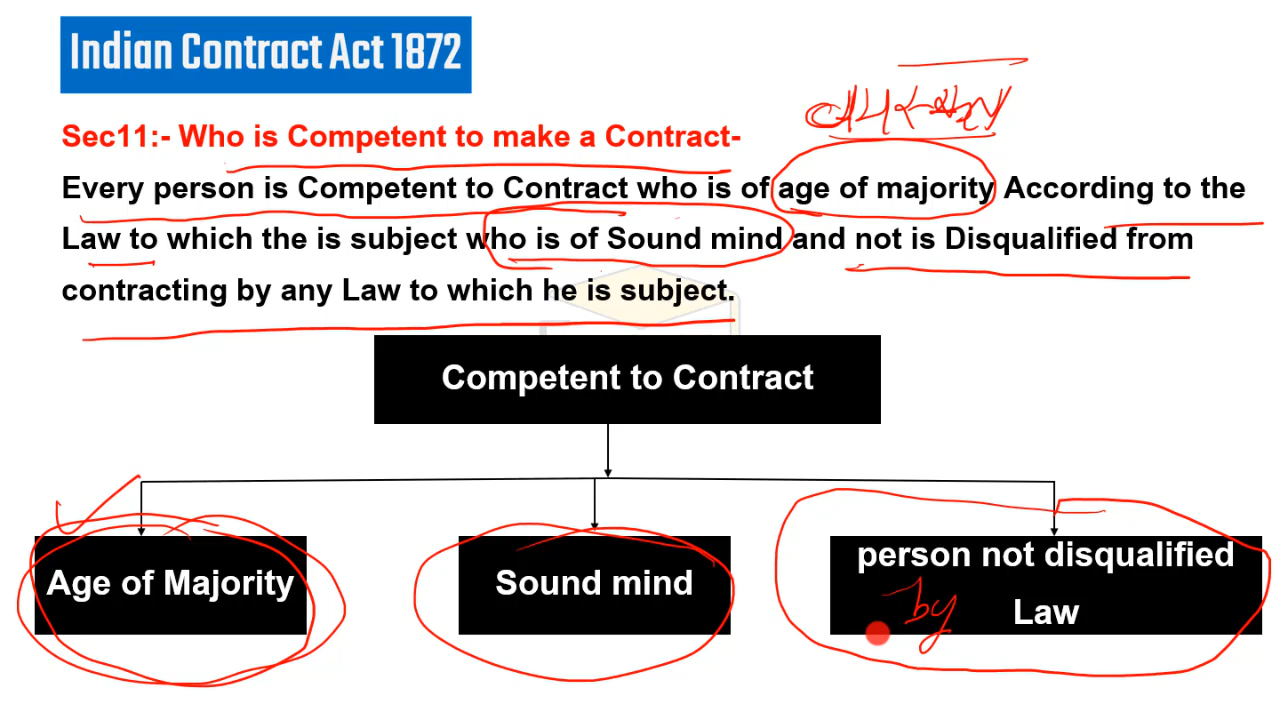 Indian Contract Act 1872
Sec11:- Who is Competent to make a Contract-
Every person is Competent to Contract who is of age of majority According to the
Law to which the is subject who is of Sound mind and not is Disqualified from
contracting by any Law to which he is subject.
Competent to Contract
Age of Majority
Sound mind
person not disqualified
by Law